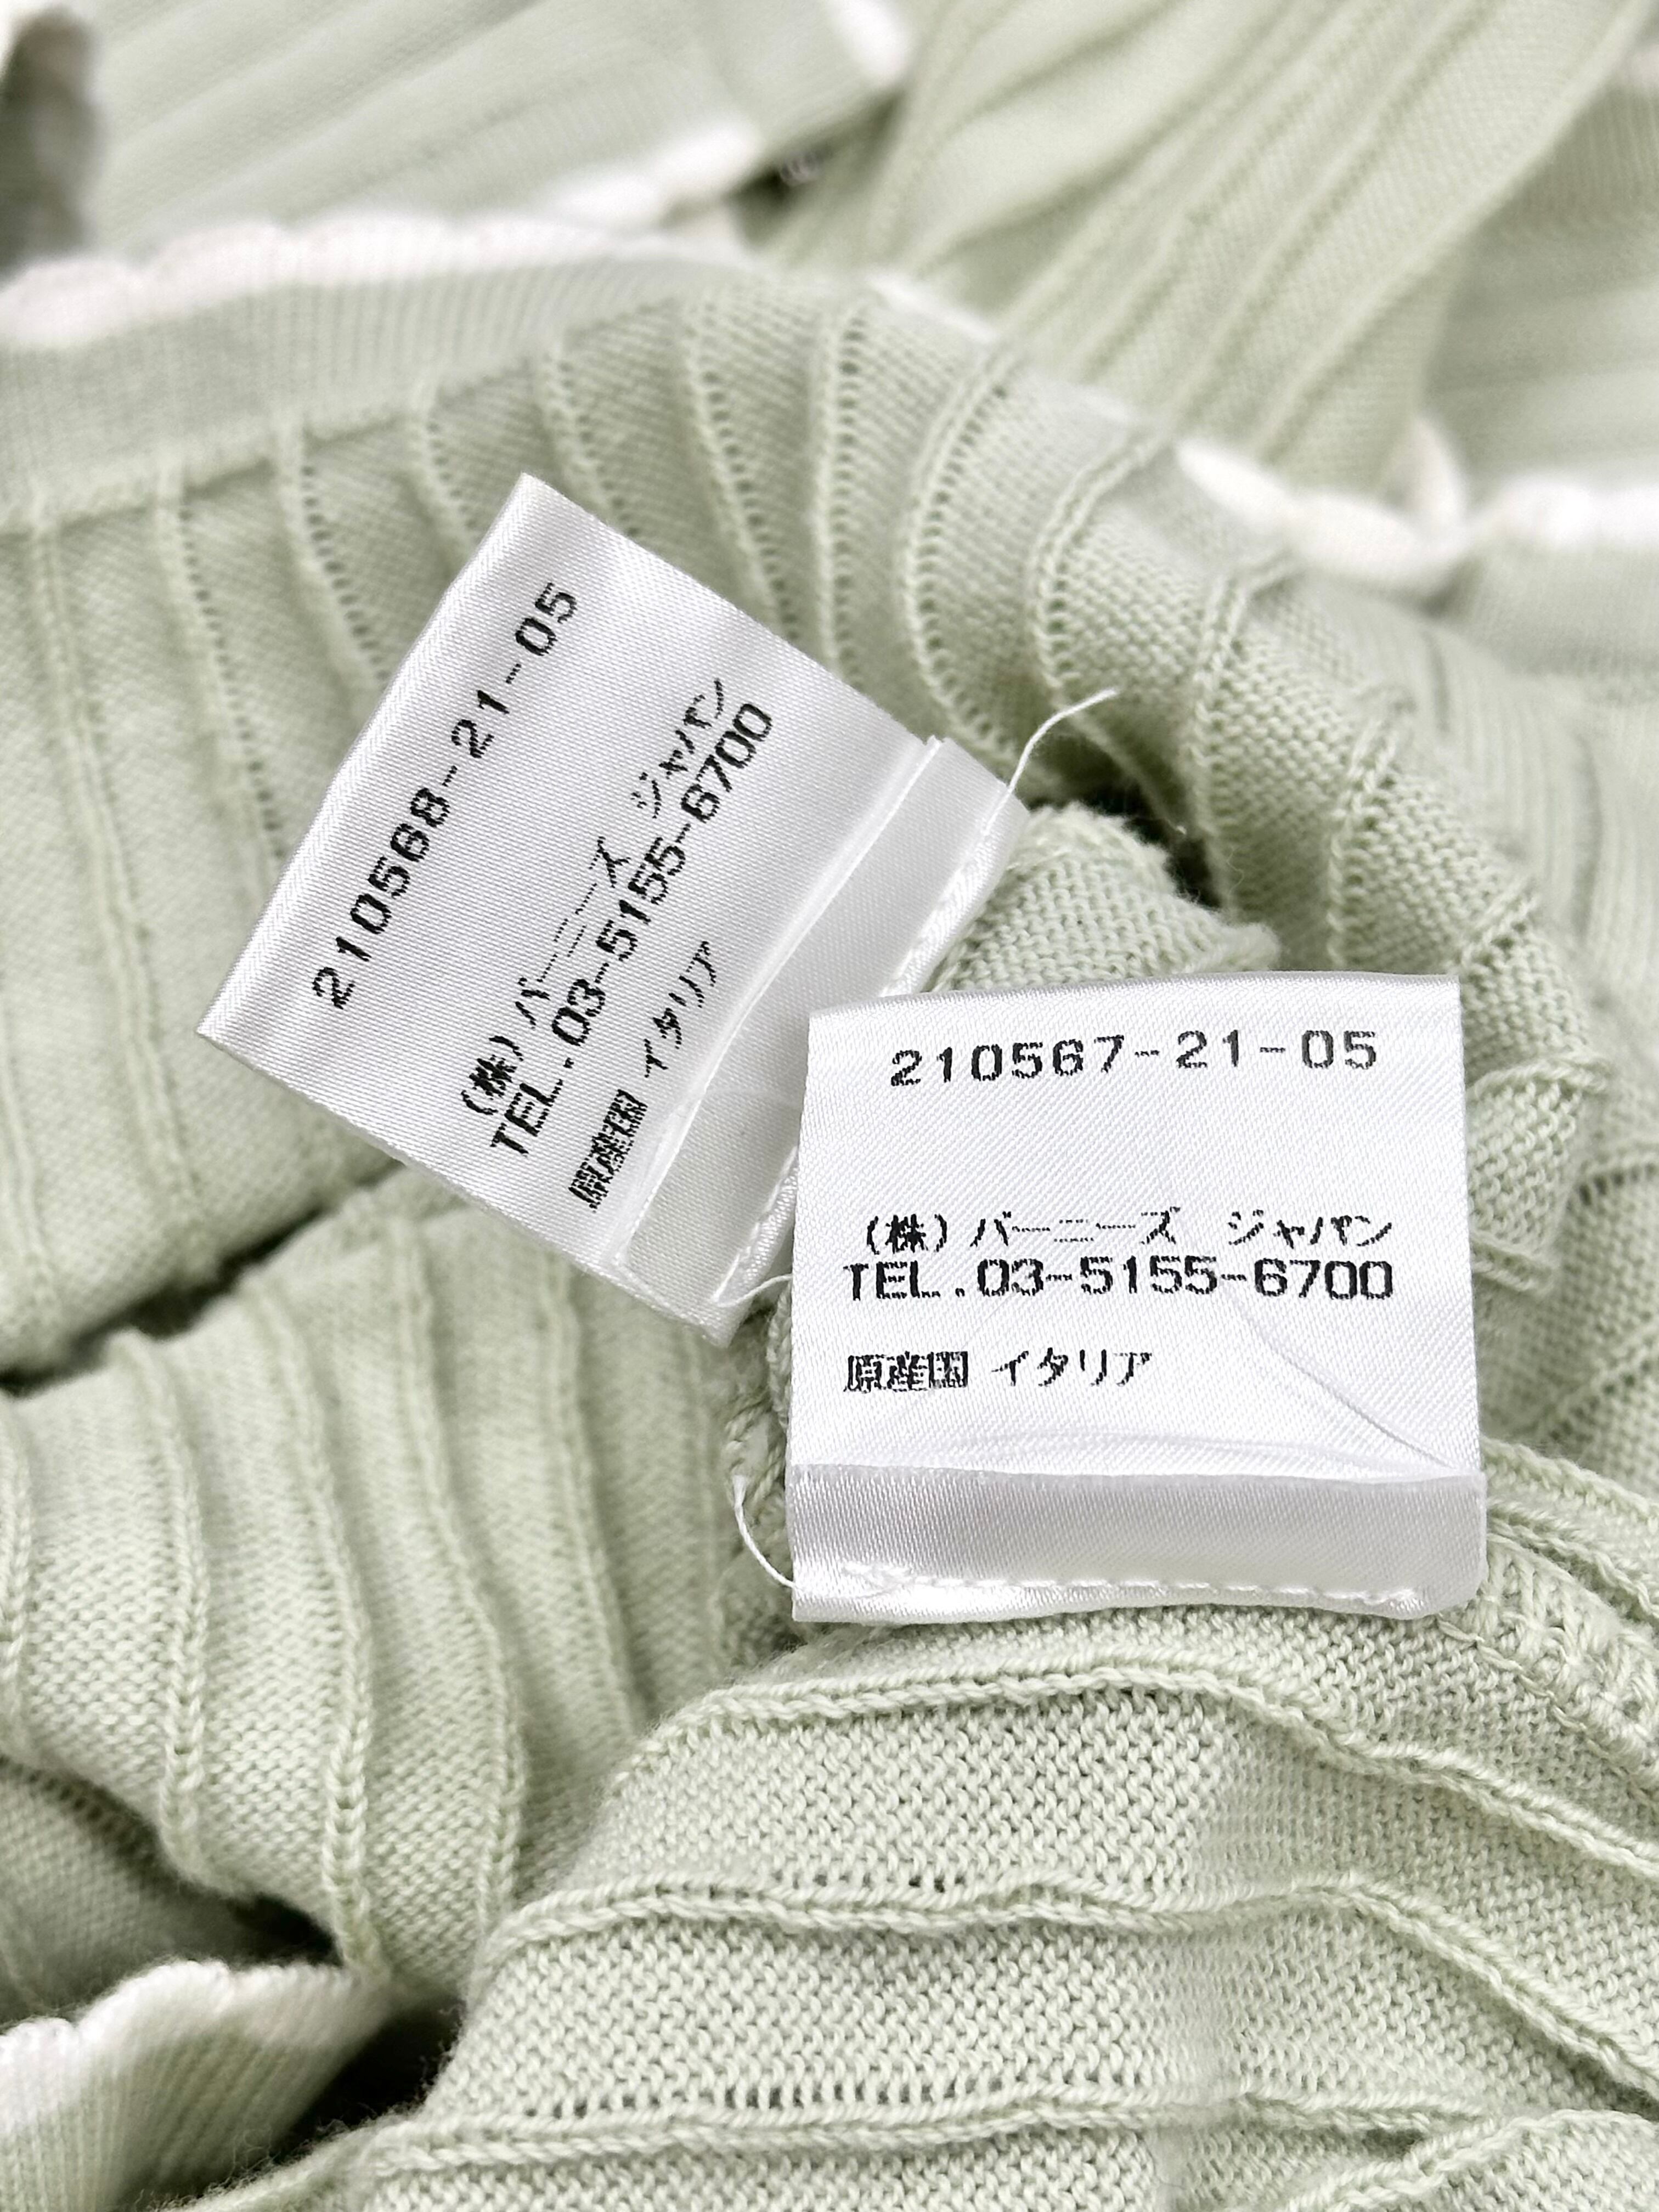 210568-21-05
(株) バーニーズ ジャパン
TEL.03-5155-6700
原産国 イタリア
210567-21-05
(株) バーニーズ ジャパン
TEL.03-5155-6700
原産国 イタリア